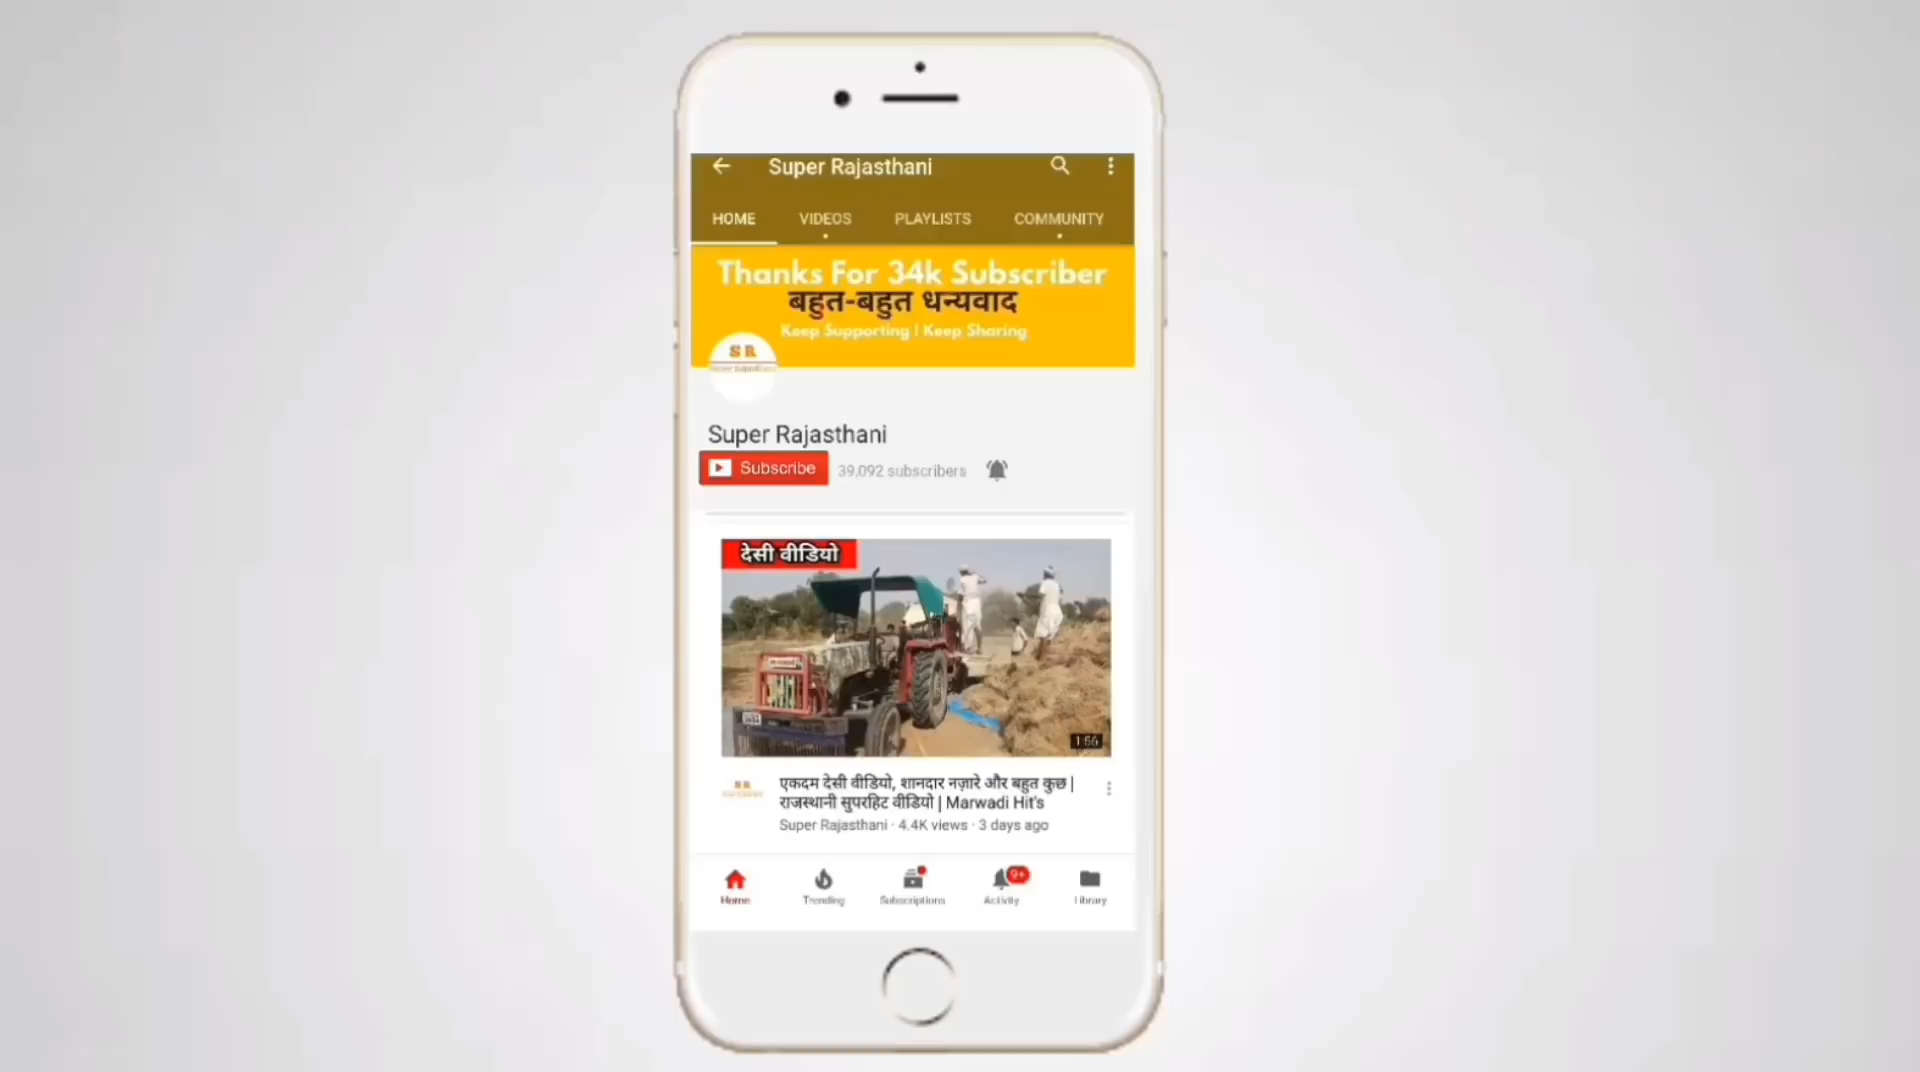 Super Rajasthani
HOME VIDEOS PLAYLISTS COMMUNITY
Thanks For 34k Subscriber
बहुत-बहुत धन्यवाद
Keep Supporting | Keep Sharing
S R
Super Rajasthani
Super Rajasthani
Subscribe 39,092 subscribers
देसी वीडियो
1:56
S R
एकदम देसी वीडियो, शानदार नज़ारे और बहुत कुछ |
राजस्थानी सुपरहिट वीडियो | Marwadi Hit's
Super Rajasthani · 4.4K views · 3 days ago
9+
Home Trending Subscriptions Activity Library